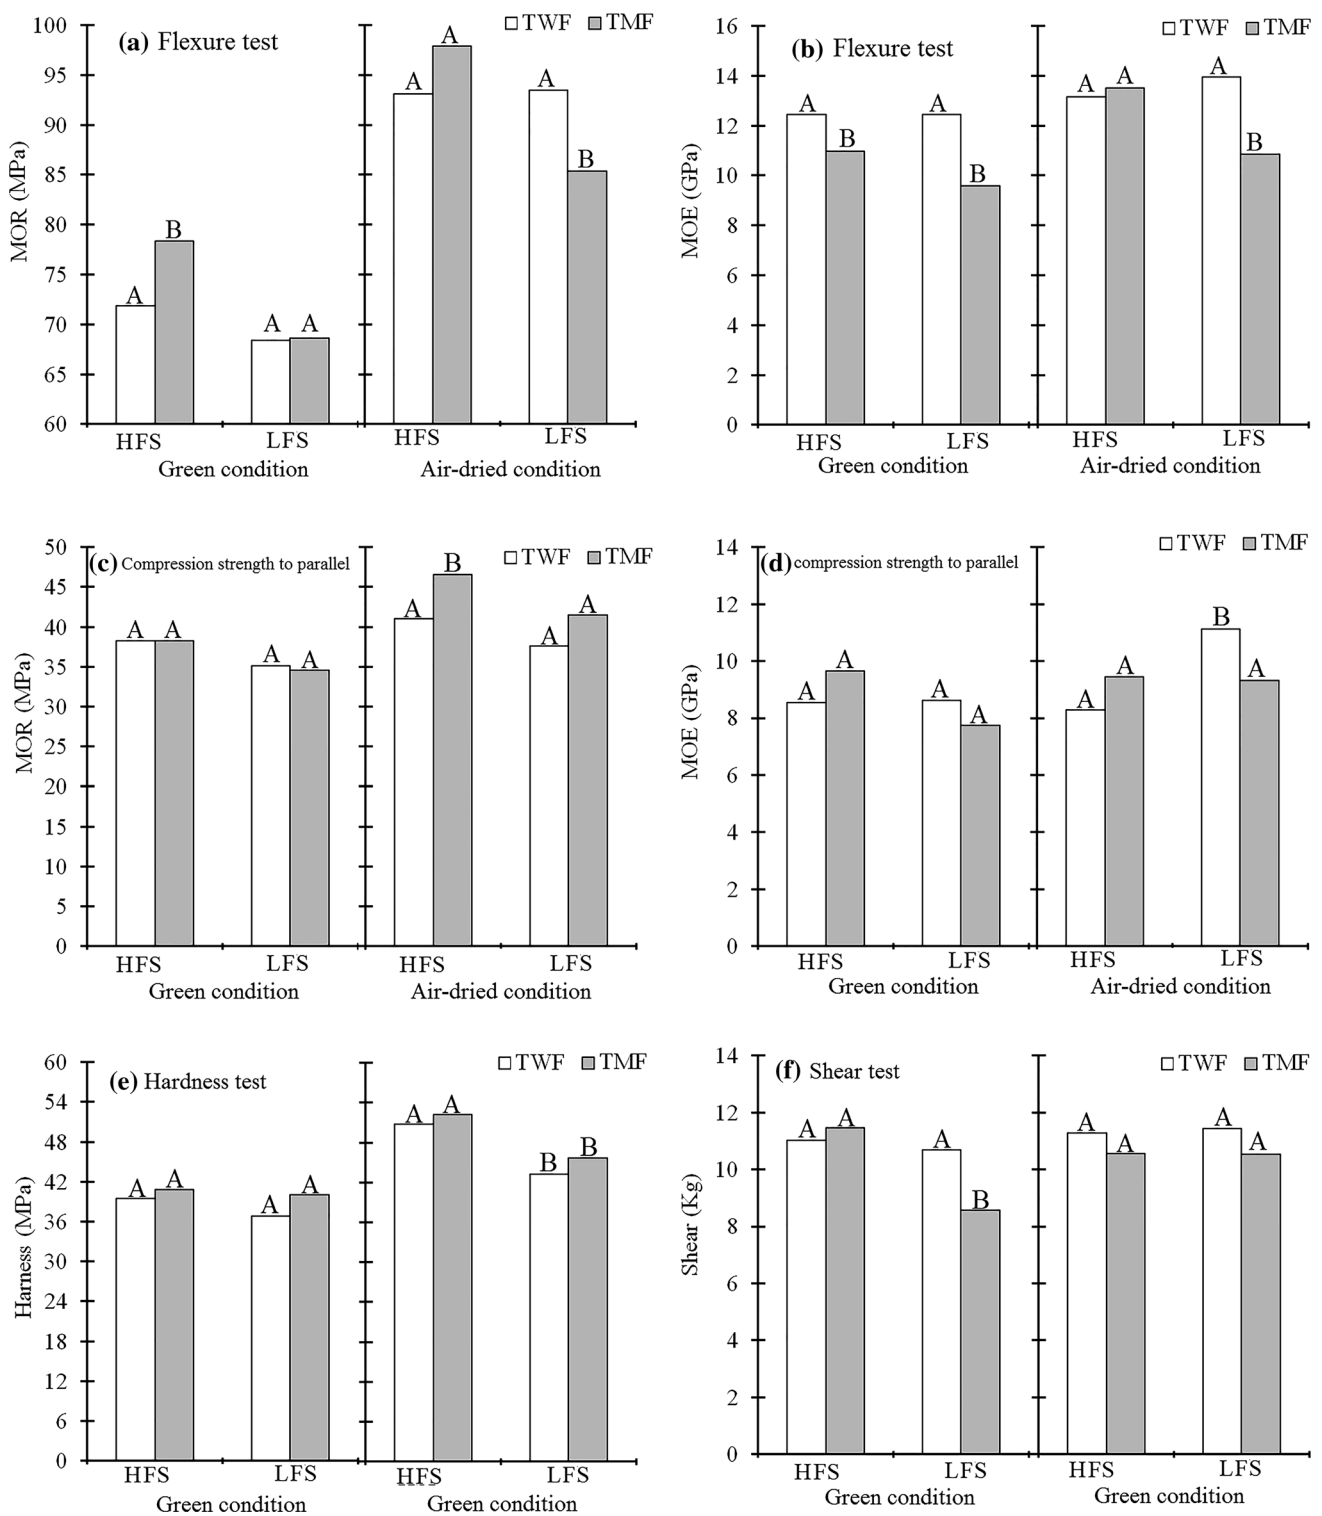 (a) Flexure test
TWF TMF
MOR (MPa)
100
95
90
85
80
75
70
65
60
A B A A
A A A B
HFS LFS HFS LFS
Green condition Air-dried condition
(b) Flexure test
TWF TMF
MOE (GPa)
16
14
12
10
8
6
4
2
0
A B A B
A A A B
HFS LFS HFS LFS
Green condition Air-dried condition
(c) Compression strength to parallel
TWF TMF
MOR (MPa)
50
45
40
35
30
25
20
15
10
5
0
A A A A
A B A A
HFS LFS HFS LFS
Green condition Air-dried condition
(d) compression strength to parallel
TWF TMF
MOE (GPa)
14
12
10
8
6
4
2
0
A A A A
A A B A
HFS LFS HFS LFS
Green condition Air-dried condition
(e) Hardness test
TWF TMF
Harness (MPa)
60
54
48
42
36
30
24
18
12
6
0
A A A A
A A B B
HFS LFS HFS LFS
Green condition Green condition
(f) Shear test
TWF TMF
Shear (Kg)
14
12
10
8
6
4
2
0
A A A B
A A A A
HFS LFS HFS LFS
Green condition Green condition